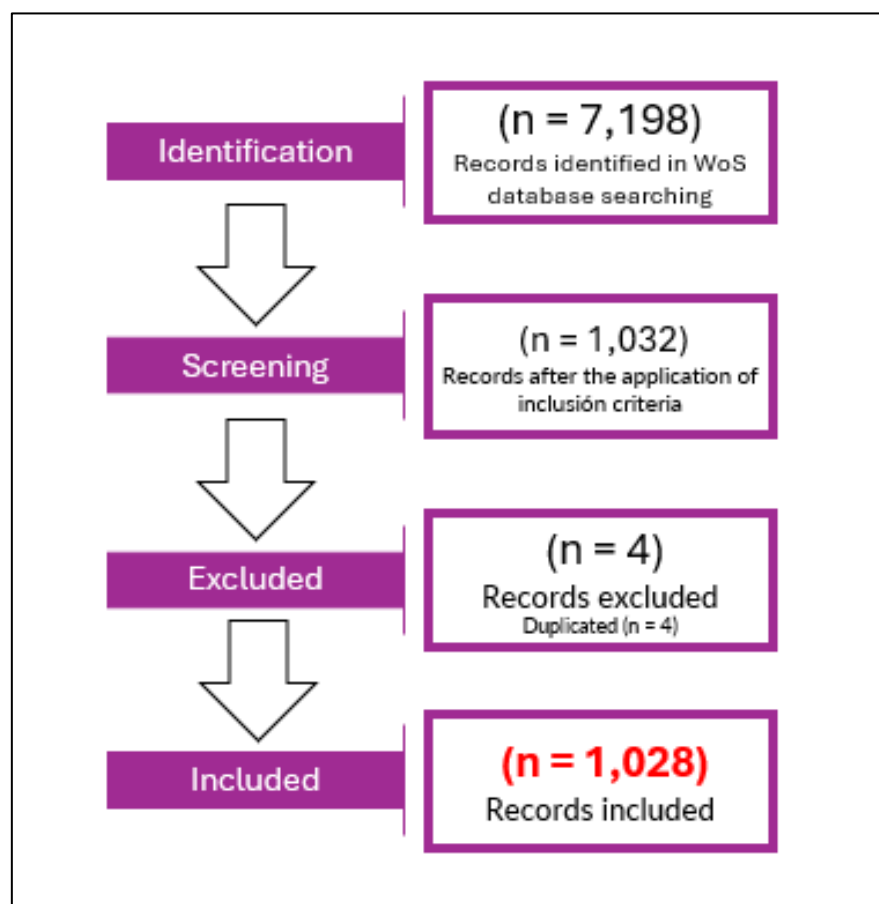 Identification
(n = 7,198)
Records identified in WoS
database searching
Screening
(n = 1,032)
Records after the application of
inclusión criteria
Excluded
(n = 4)
Records excluded
Duplicated (n = 4)
Included
(n = 1,028)
Records included